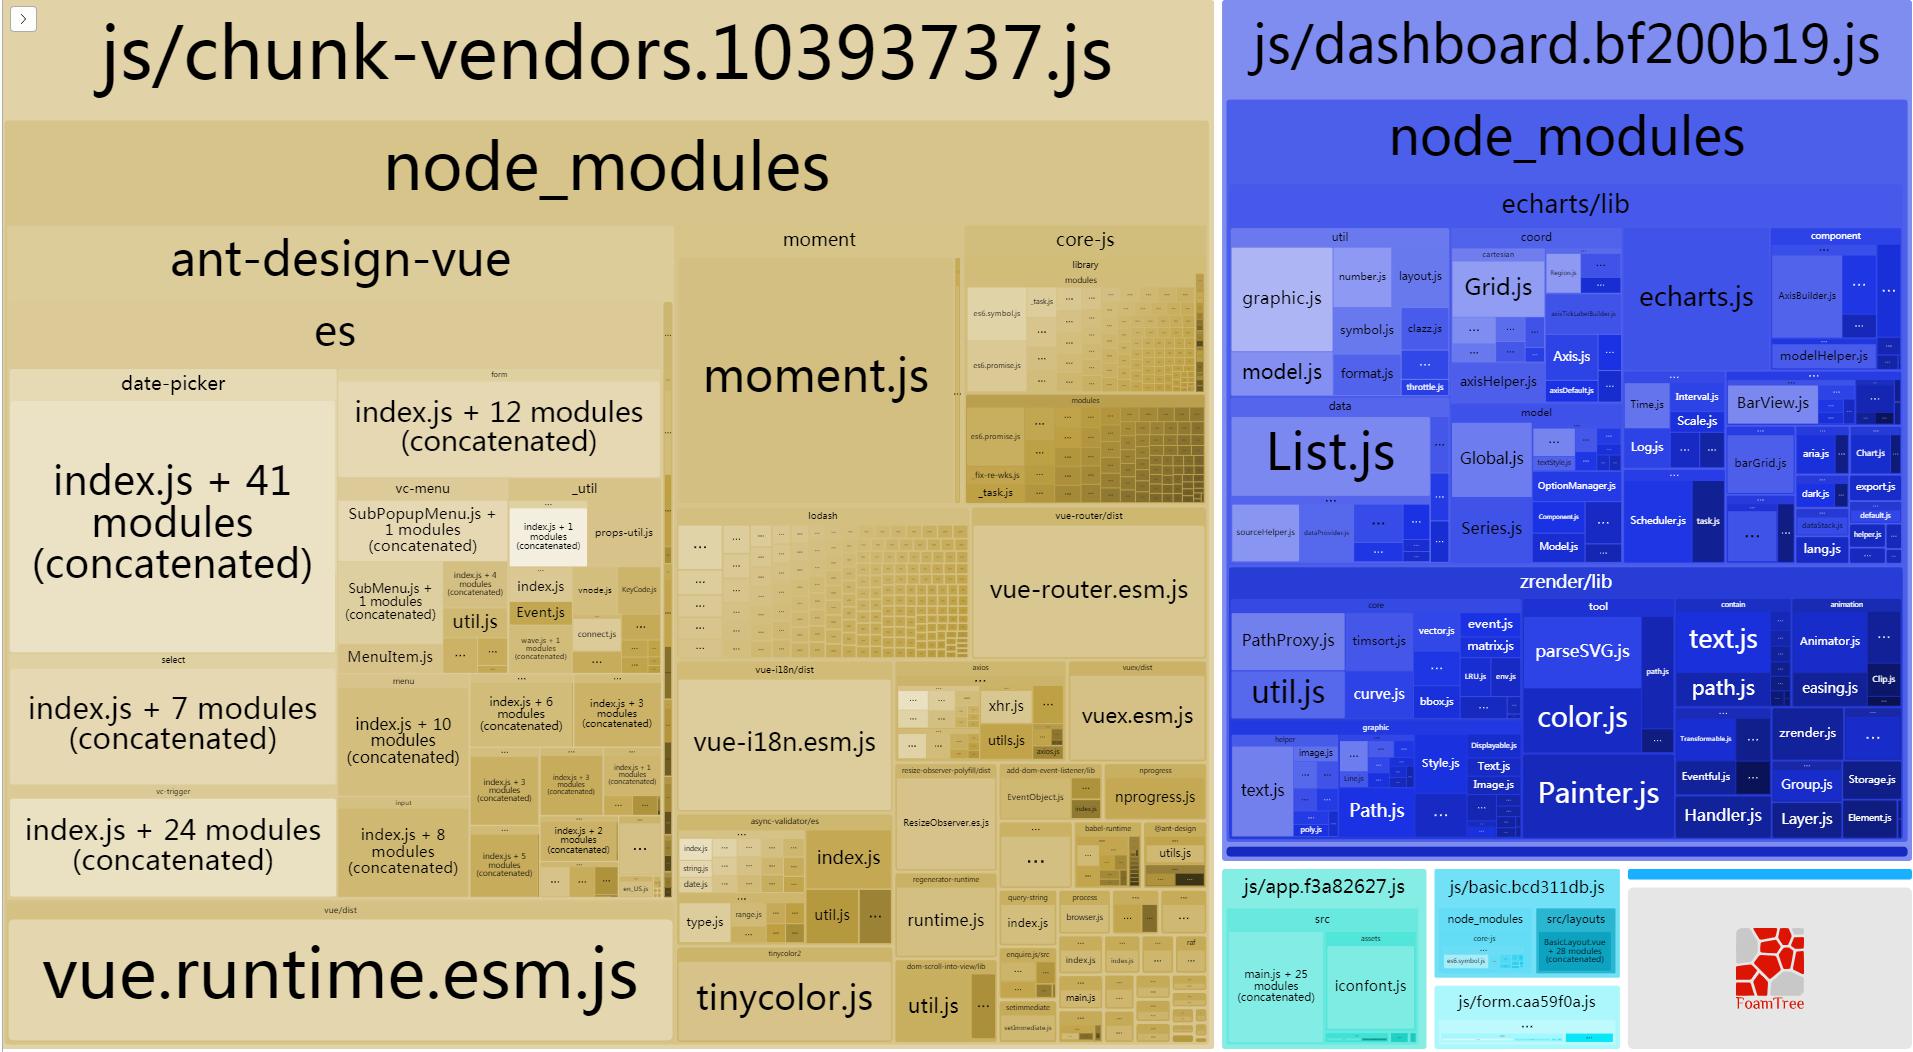 js/chunk-vendors.10393737.js
node_modules
ant-design-vue
es
date-picker
index.js + 41
modules
(concatenated)
select
index.js + 7 modules
(concatenated)
vc-trigger
index.js + 24 modules
(concatenated)
form
index.js + 12 modules
(concatenated)
vc-menu
SubPopupMenu.js +
1 modules
(concatenated)
SubMenu.js +
1 modules
(concatenated)
index.js + 4
modules
(concatenated)
util.js
MenuItem.js
...
...
_util
...
index.js + 1
modules
(concatenated)
props-util.js
index.js
Event.js
wave.js + 1
modules
(concatenated)
vnode.js
KeyCode.js
connect.js
...
menu
index.js + 10
modules
(concatenated)
input
index.js + 8
modules
(concatenated)
...
index.js + 6
modules
(concatenated)
...
index.js + 3
modules
(concatenated)
...
index.js + 3
modules
(concatenated)
...
index.js + 3
modules
(concatenated)
...
index.js + 1
modules
(concatenated)
...
index.js + 5
modules
(concatenated)
...
index.js + 2
modules
(concatenated)
...
en_US.js
vue/dist
vue.runtime.esm.js
moment
moment.js
core-js
library
modules
es6.symbol.js
_task.js
es6.promise.js
modules
es6.promise.js
_fix-re-wks.js
_task.js
lodash
...
vue-router/dist
vue-router.esm.js
vue-i18n/dist
vue-i18n.esm.js
axios
...
xhr.js
utils.js
axios.js
vuex/dist
vuex.esm.js
resize-observer-polyfill/dist
ResizeObserver.es.js
add-dom-event-listener/lib
EventObject.js
index.js
nprogress
nprogress.js
async-validator/es
...
index.js
string.js
date.js
index.js
type.js
range.js
util.js
...
babel-runtime
@ant-design
utils.js
regenerator-runtime
runtime.js
query-string
index.js
process
browser.js
tinycolor2
tinycolor.js
dom-scroll-into-view/lib
util.js
...
enquire.js/src
index.js
index.js
raf
main.js
setimmediate
setImmediate.js
js/dashboard.bf200b19.js
node_modules
echarts/lib
util
graphic.js
number.js
layout.js
symbol.js
clazz.js
model.js
format.js
...
throttle.js
coord
cartesian
Grid.js
Region.js
axisTickLabelBuilder.js
axisHelper.js
Axis.js
axisDefault.js
echarts.js
component
...
AxisBuilder.js
modelHelper.js
data
List.js
...
sourceHelper.js
dataProvider.js
model
Global.js
textStyle.js
OptionManager.js
Series.js
Component.js
Model.js
...
Time.js
Interval.js
Scale.js
Log.js
...
Scheduler.js
task.js
...
BarView.js
barGrid.js
aria.js
Chart.js
dark.js
export.js
dataStack.js
default.js
helper.js
lang.js
zrender/lib
core
PathProxy.js
timsort.js
vector.js
event.js
matrix.js
util.js
curve.js
...
LRU.js
env.js
bbox.js
tool
parseSVG.js
path.js
color.js
...
Painter.js
contain
text.js
path.js
animation
Animator.js
easing.js
Clip.js
graphic
helper
image.js
text.js
poly.js
Line.js
Path.js
Style.js
Displayable.js
Text.js
Image.js
...
Transformable.js
Eventful.js
Handler.js
zrender.js
...
Group.js
Storage.js
Layer.js
Element.js
js/app.f3a82627.js
src
main.js + 25
modules
(concatenated)
assets
iconfont.js
js/basic.bcd311db.js
node_modules
core-js
...
es6.symbol.js
src/layouts
BasicLayout.vue
+ 28 modules
(concatenated)
js/form.caa59f0a.js
...
FoamTree